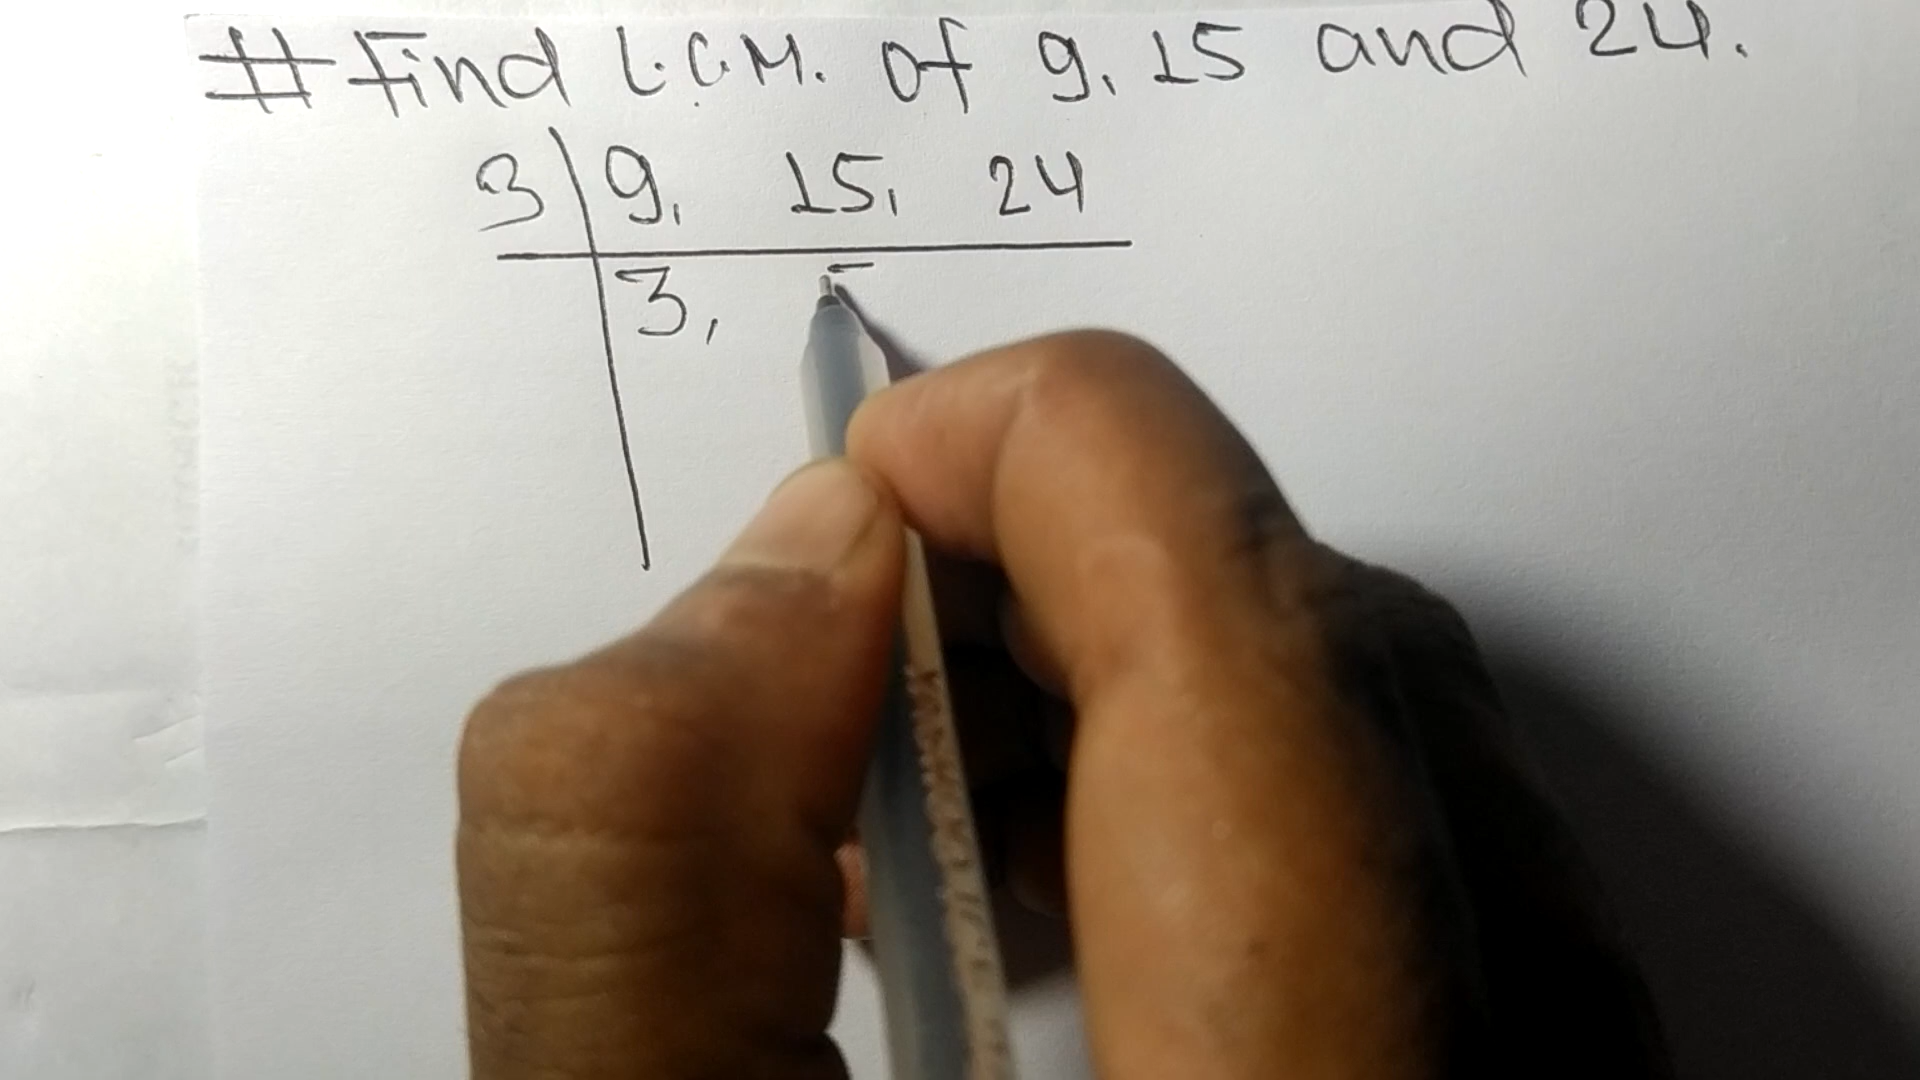 # Find L.C.M. of 9, 15 and 24.
3 9, 15, 24
3,